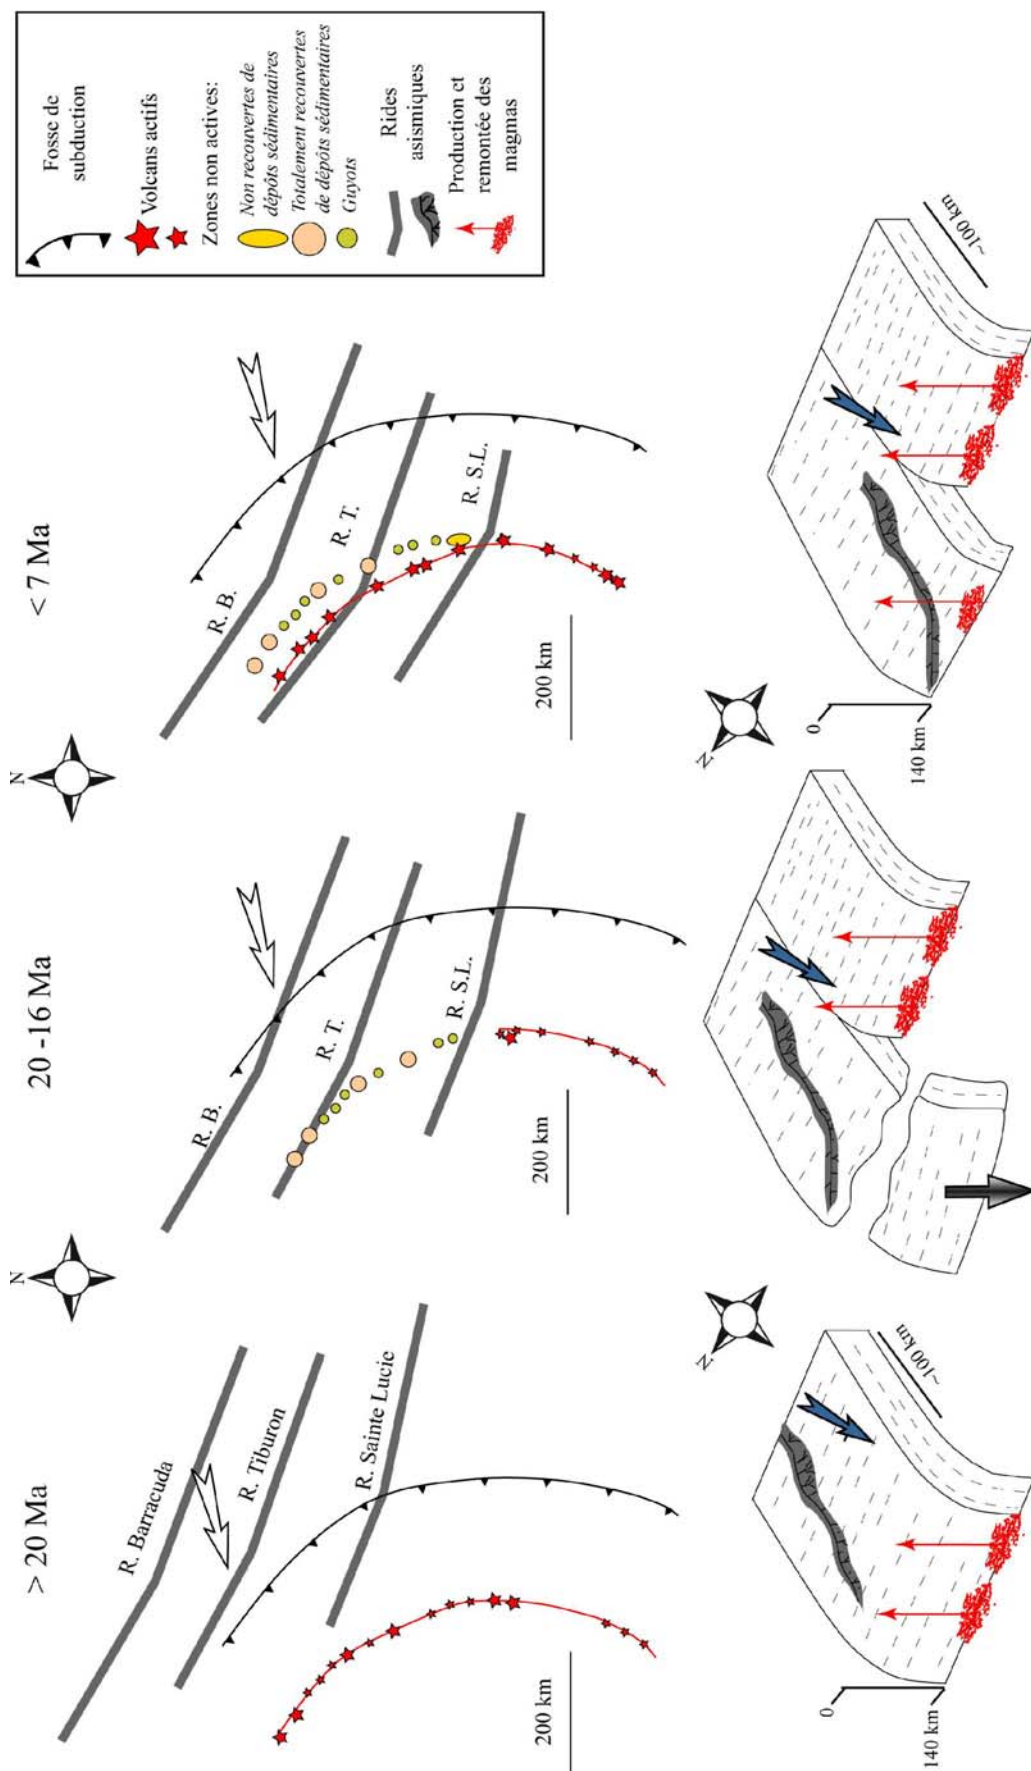 > 20 Ma
R. Barracuda
R. Tiburon
R. Sainte Lucie
200 km
0
140 km
N
~100 km
N
20 -16 Ma
R. B.
R. T.
R. S.L.
200 km
N
< 7 Ma
R. B.
R. T.
R. S.L.
200 km
N
0
140 km
~100 km
Fosse de
subduction
Volcans actifs
Zones non actives:
Non recouvertes de
dépôts sédimentaires
Totalement recouvertes
de dépôts sédimentaires
Guyots
Rides
asismiques
Production et
remontée des
magmas